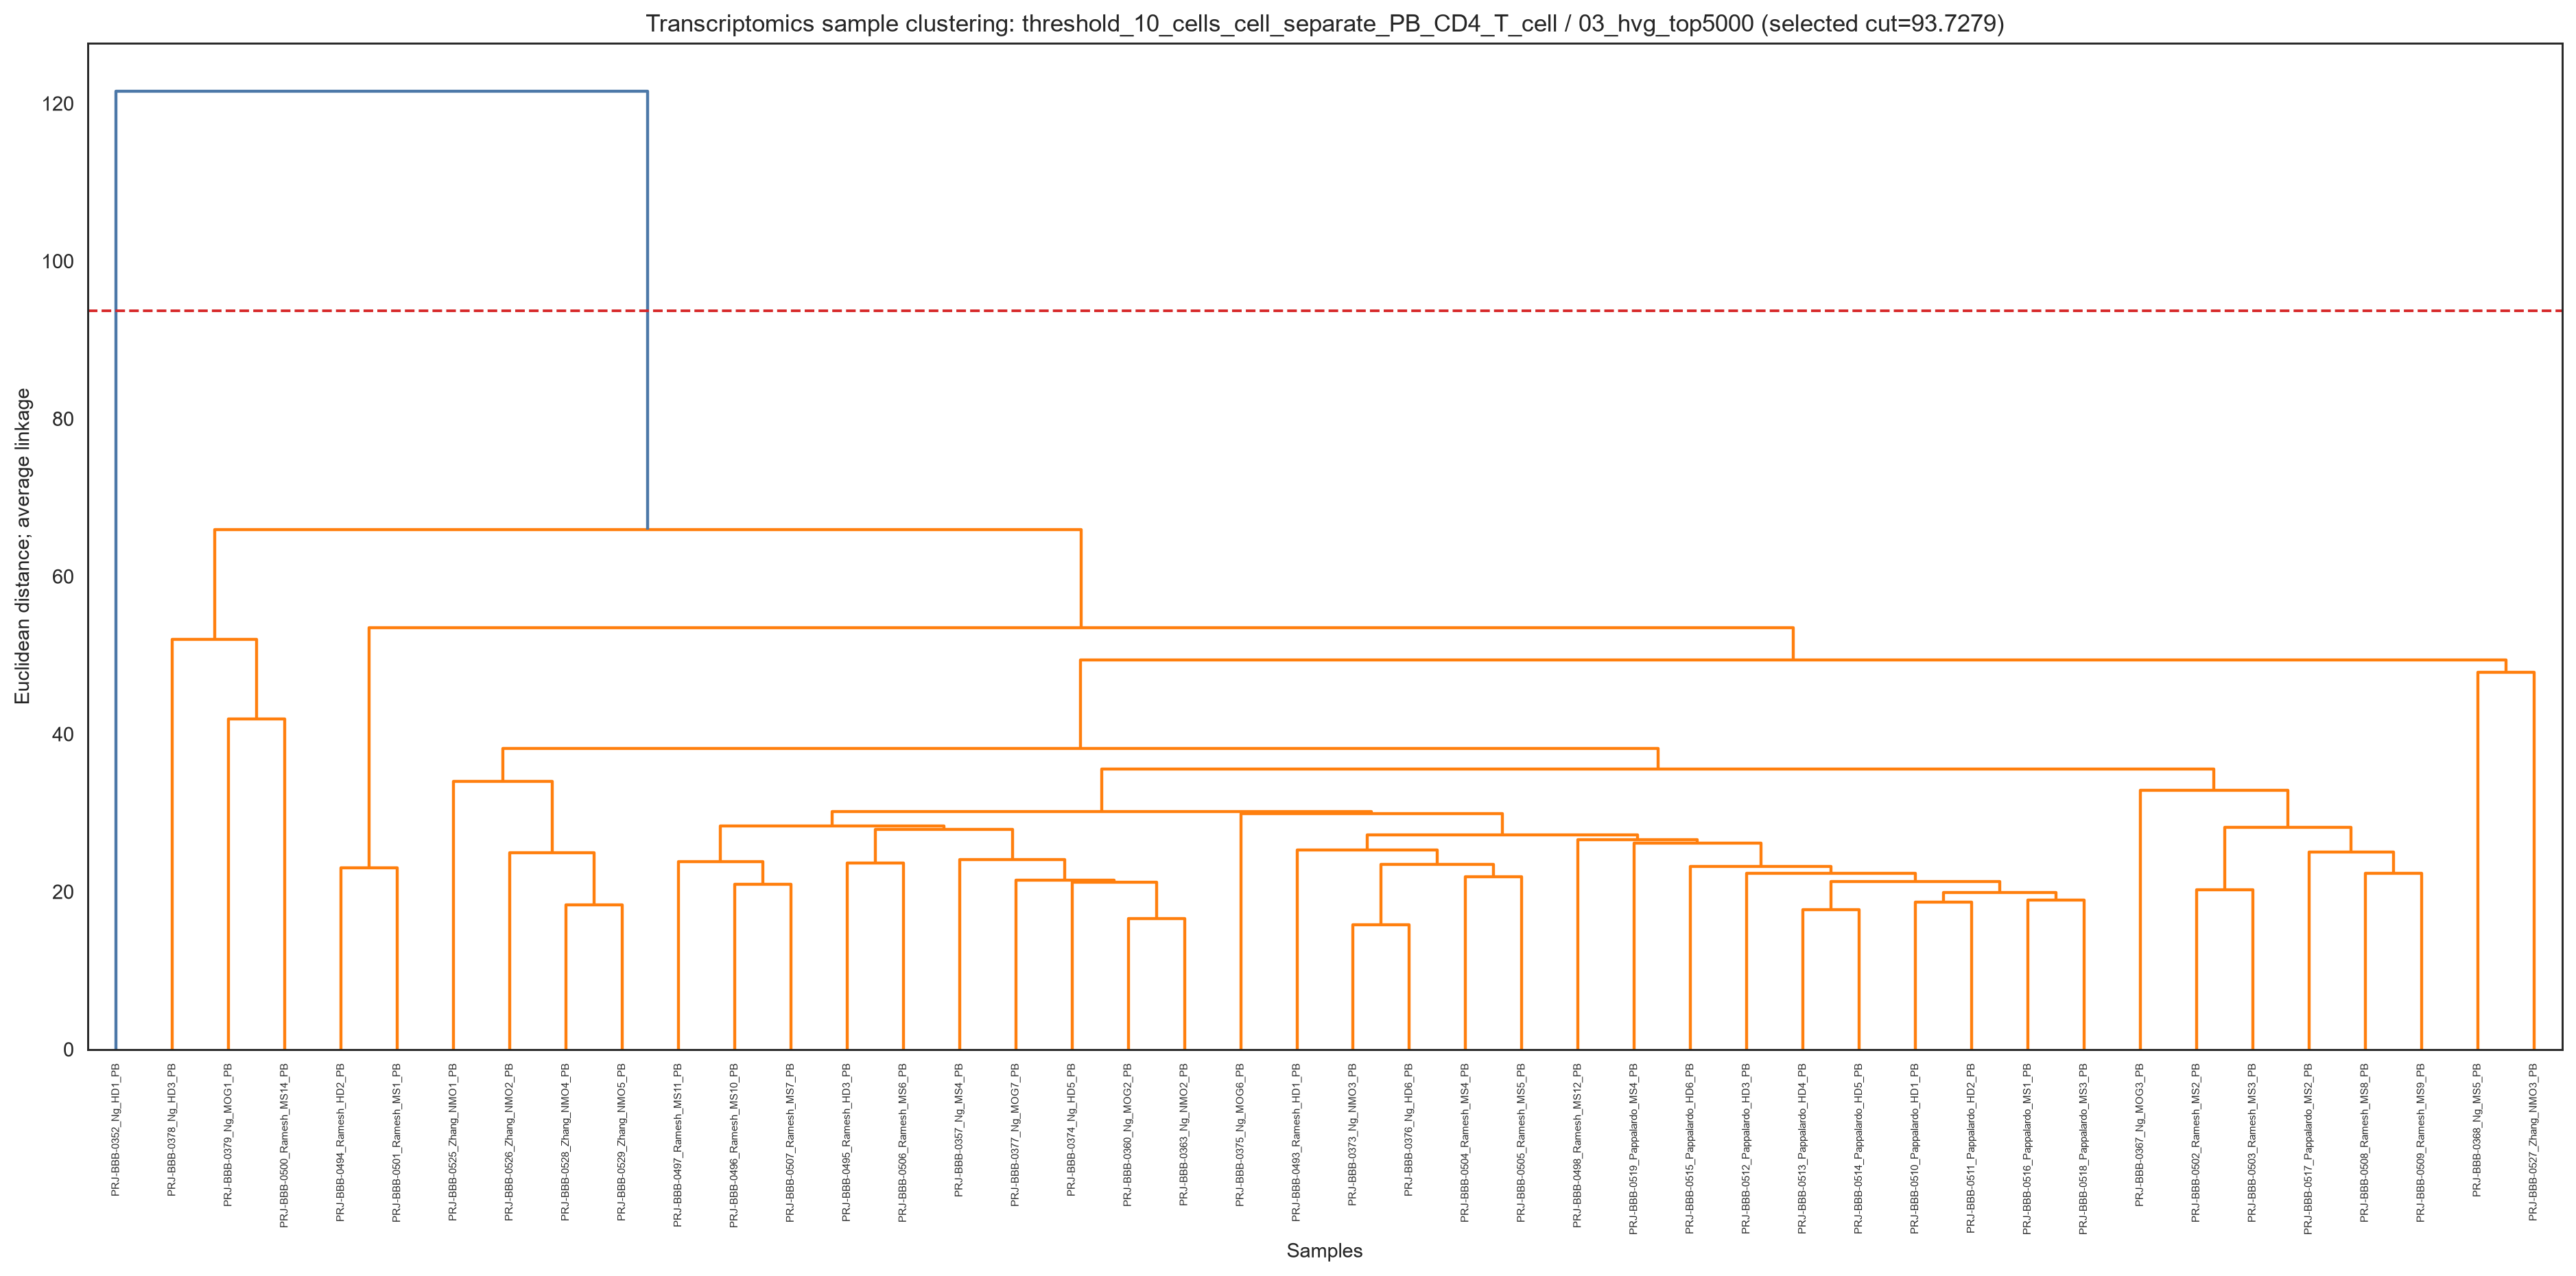 Transcriptomics sample clustering: threshold_10_cells_cell_separate_PB_CD4_T_cell / 03_hvg_top5000 (selected cut=93.7279)
Euclidean distance; average linkage
120
100
80
60
40
20
0
PRJ-BBB-0352_Ng_HD1_PB
PRJ-BBB-0378_Ng_HD3_PB
PRJ-BBB-0379_Ng_MOG1_PB
PRJ-BBB-0500_Ramesh_MS14_PB
PRJ-BBB-0494_Ramesh_HD2_PB
PRJ-BBB-0501_Ramesh_MS1_PB
PRJ-BBB-0525_Zhang_NMO1_PB
PRJ-BBB-0526_Zhang_NMO2_PB
PRJ-BBB-0528_Zhang_NMO4_PB
PRJ-BBB-0529_Zhang_NMO5_PB
PRJ-BBB-0497_Ramesh_MS11_PB
PRJ-BBB-0496_Ramesh_MS10_PB
PRJ-BBB-0507_Ramesh_MS7_PB
PRJ-BBB-0495_Ramesh_HD3_PB
PRJ-BBB-0506_Ramesh_MS6_PB
PRJ-BBB-0357_Ng_MS4_PB
PRJ-BBB-0377_Ng_MOG7_PB
PRJ-BBB-0374_Ng_HD5_PB
PRJ-BBB-0360_Ng_MOG2_PB
PRJ-BBB-0363_Ng_NMO2_PB
PRJ-BBB-0375_Ng_MOG6_PB
PRJ-BBB-0493_Ramesh_HD1_PB
PRJ-BBB-0373_Ng_NMO3_PB
PRJ-BBB-0376_Ng_HD6_PB
PRJ-BBB-0504_Ramesh_MS4_PB
PRJ-BBB-0505_Ramesh_MS5_PB
PRJ-BBB-0498_Ramesh_MS12_PB
PRJ-BBB-0519_Pappalardo_MS4_PB
PRJ-BBB-0515_Pappalardo_HD6_PB
PRJ-BBB-0512_Pappalardo_HD3_PB
PRJ-BBB-0513_Pappalardo_HD4_PB
PRJ-BBB-0514_Pappalardo_HD5_PB
PRJ-BBB-0510_Pappalardo_HD1_PB
PRJ-BBB-0511_Pappalardo_HD2_PB
PRJ-BBB-0516_Pappalardo_MS1_PB
PRJ-BBB-0518_Pappalardo_MS3_PB
PRJ-BBB-0367_Ng_MOG3_PB
PRJ-BBB-0502_Ramesh_MS2_PB
PRJ-BBB-0503_Ramesh_MS3_PB
PRJ-BBB-0517_Pappalardo_MS2_PB
PRJ-BBB-0508_Ramesh_MS8_PB
PRJ-BBB-0509_Ramesh_MS9_PB
PRJ-BBB-0368_Ng_MS5_PB
PRJ-BBB-0527_Zhang_NMO3_PB
Samples